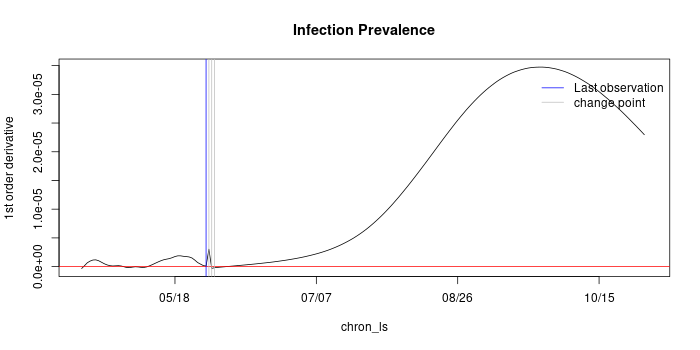 Infection Prevalence
1st order derivative
3.0e-05
2.0e-05
1.0e-05
0.0e+00
Last observation
change point
05/18
07/07
08/26
10/15
chron_ls